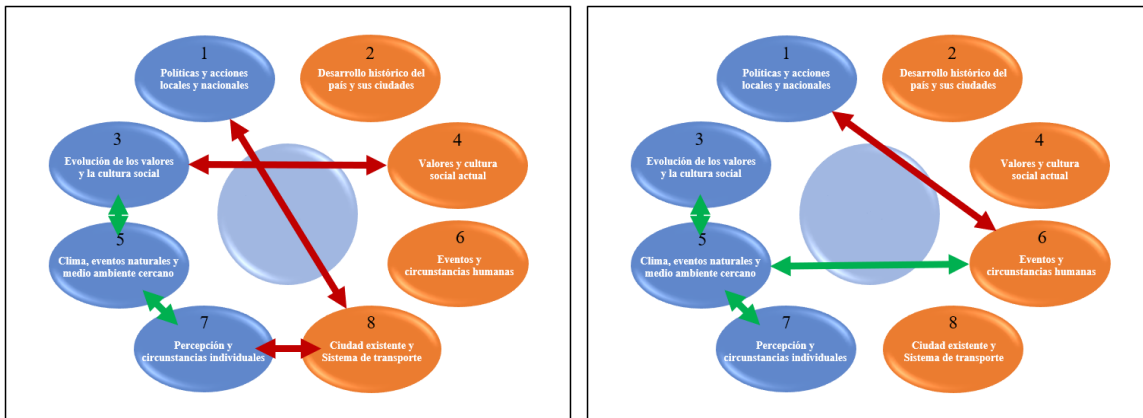 1
Políticas y acciones
locales y nacionales
2
Desarrollo histórico del
país y sus ciudades
3
Evolución de los valores
y la cultura social
4
Valores y cultura
social actual
5
Clima, eventos naturales y
medio ambiente cercano
6
Eventos y
circunstancias humanas
7
Percepción y
circunstancias individuales
8
Ciudad existente y
Sistema de transporte
1
Políticas y acciones
locales y nacionales
2
Desarrollo histórico del
país y sus ciudades
3
Evolución de los valores
y la cultura social
4
Valores y cultura
social actual
5
Clima, eventos naturales y
medio ambiente cercano
6
Eventos y
circunstancias humanas
7
Percepción y
circunstancias individuales
8
Ciudad existente y
Sistema de transporte